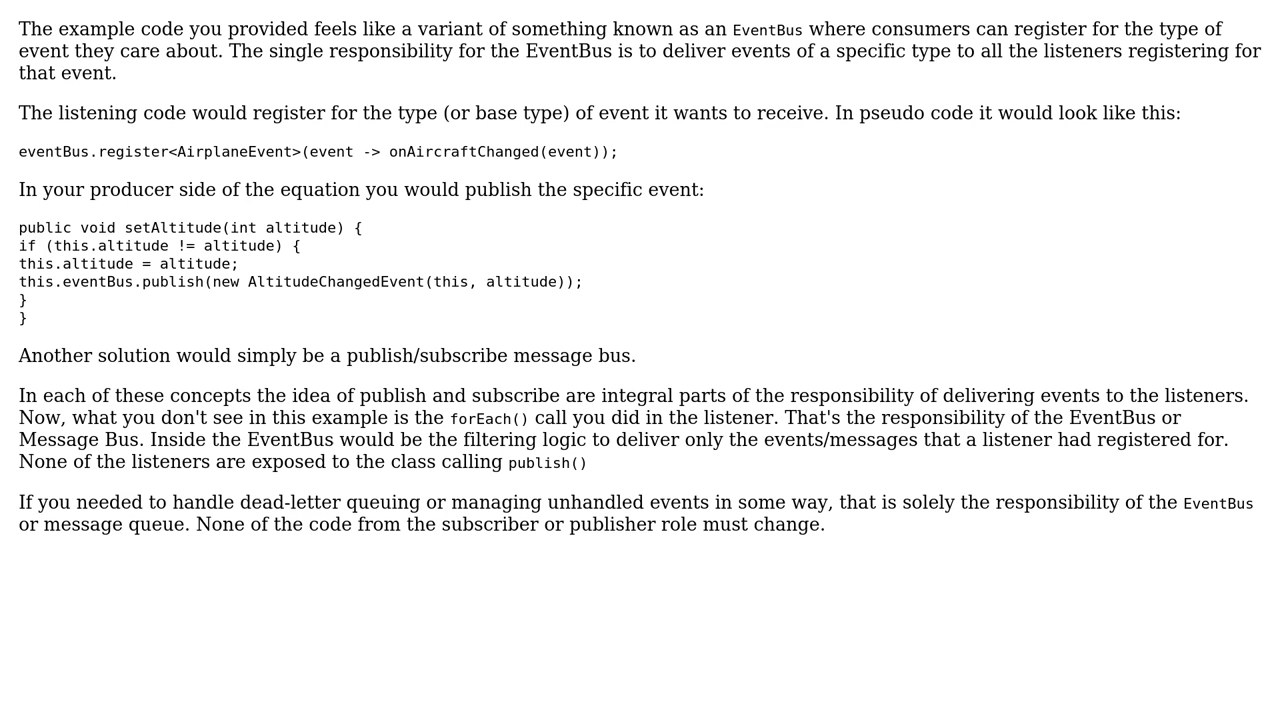 The example code you provided feels like a variant of something known as an EventBus where consumers can register for the type of
event they care about. The single responsibility for the EventBus is to deliver events of a specific type to all the listeners registering for
that event.
The listening code would register for the type (or base type) of event it wants to receive. In pseudo code it would look like this:
eventBus.register<AirplaneEvent>(event -> onAircraftChanged(event));
In your producer side of the equation you would publish the specific event:
public void setAltitude(int altitude) {
if (this.altitude != altitude) {
this.altitude = altitude;
this.eventBus.publish(new AltitudeChangedEvent(this, altitude));
}
}
Another solution would simply be a publish/subscribe message bus.
In each of these concepts the idea of publish and subscribe are integral parts of the responsibility of delivering events to the listeners.
Now, what you don't see in this example is the forEach() call you did in the listener. That's the responsibility of the EventBus or
Message Bus. Inside the EventBus would be the filtering logic to deliver only the events/messages that a listener had registered for.
None of the listeners are exposed to the class calling publish()
If you needed to handle dead-letter queuing or managing unhandled events in some way, that is solely the responsibility of the EventBus
or message queue. None of the code from the subscriber or publisher role must change.